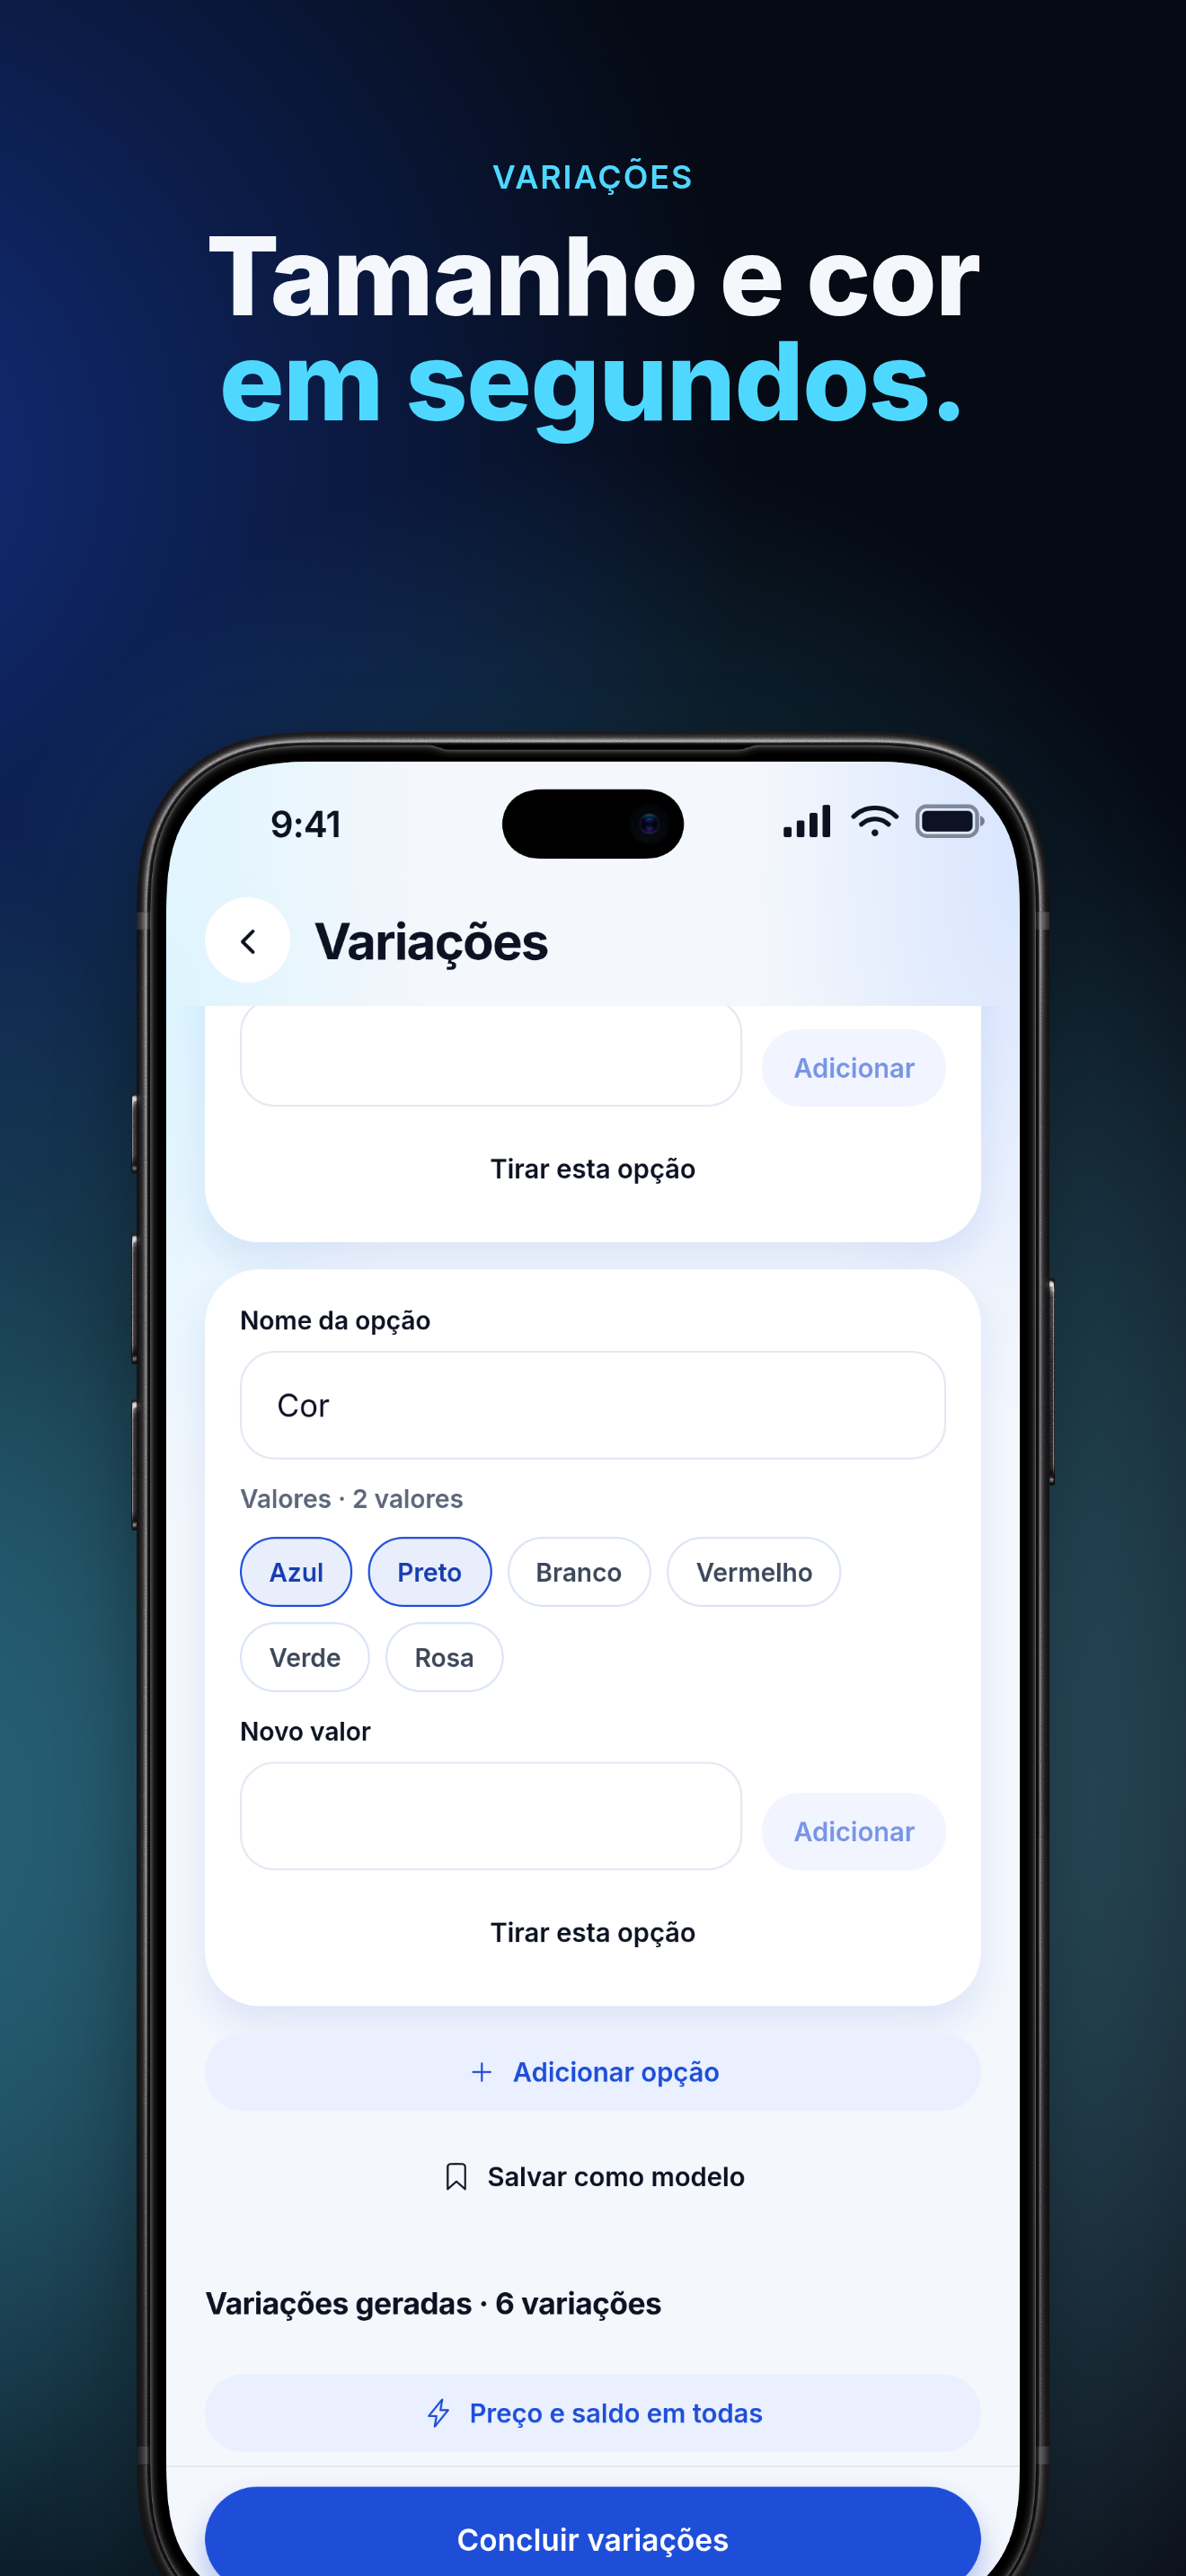 VARIAÇÕES
Tamanho e cor
em segundos.
9:41
Variações
Adicionar
Tirar esta opção
Nome da opção
Cor
Valores · 2 valores
Azul
Preto
Branco
Vermelho
Verde
Rosa
Novo valor
Adicionar
Tirar esta opção
Adicionar opção
Salvar como modelo
Variações geradas · 6 variações
Preço e saldo em todas
Concluir variações